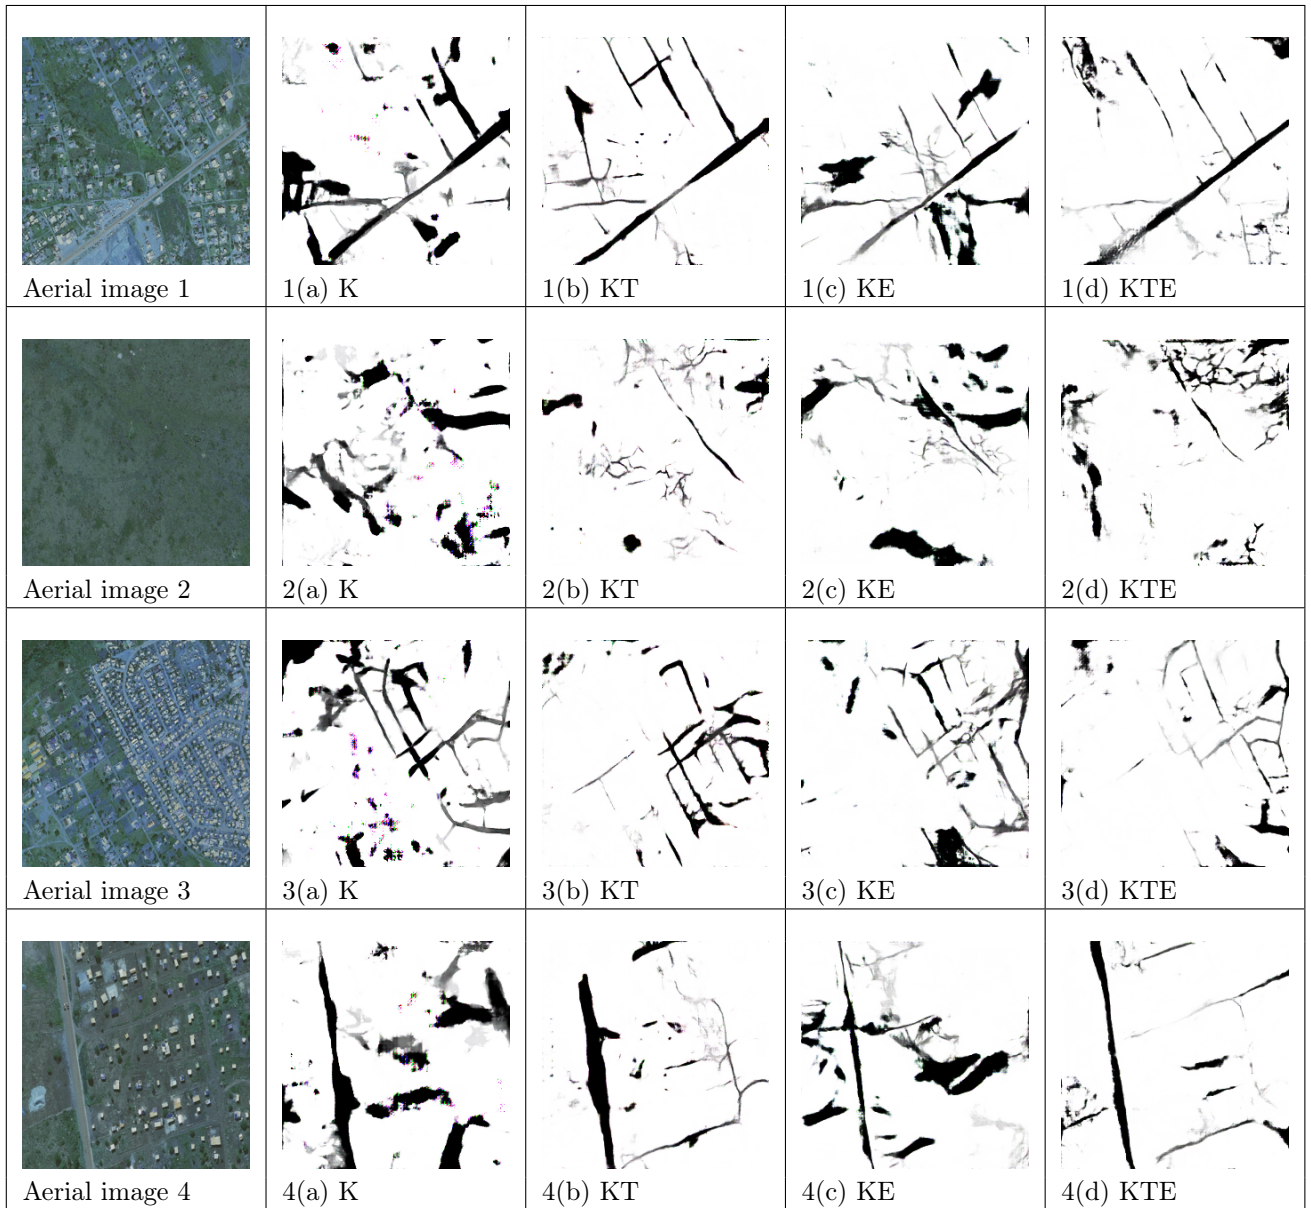 Aerial image 1
1(a) K
1(b) KT
1(c) KE
1(d) KTE
Aerial image 2
2(a) K
2(b) KT
2(c) KE
2(d) KTE
Aerial image 3
3(a) K
3(b) KT
3(c) KE
3(d) KTE
Aerial image 4
4(a) K
4(b) KT
4(c) KE
4(d) KTE